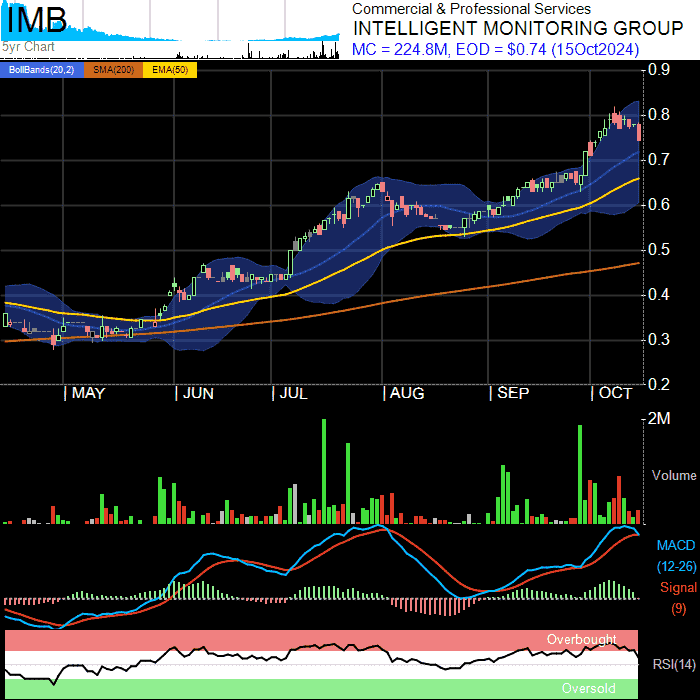 IMB
5yr Chart
Commercial & Professional Services
INTELLIGENT MONITORING GROUP
MC = 224.8M, EOD = $0.74 (15Oct2024)
BollBands(20,2) SMA(200) EMA(50)
0.9
0.8
0.7
0.6
0.5
0.4
0.3
0.2
MAY JUN JUL AUG SEP OCT
2M
Volume
MACD
(12-26)
Signal
(9)
Overbought
RSI(14)
Oversold